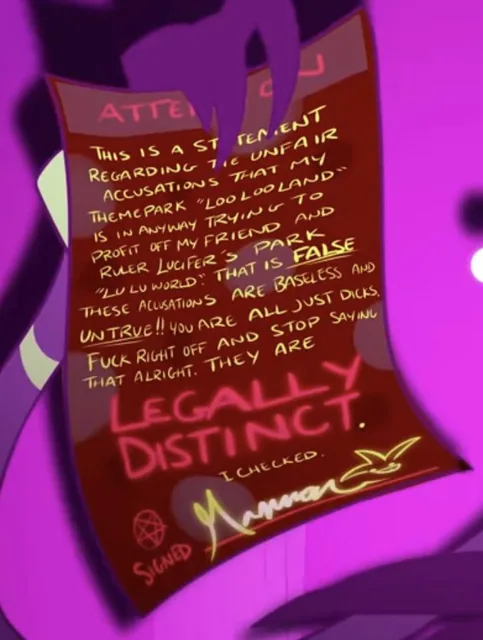 ATTE ON
THIS IS A STATEMENT
REGARDING THE UNFAIR
ACCUSATIONS THAT MY
THEMEPARK "LOO LOO LAND"
IS IN ANYWAY TRYING TO
PROFIT OFF MY FRIEND AND
RULER LUCIFER'S PARK
"LU LU WORLD". THAT IS FALSE
THESE ACCUSATIONS ARE BASELESS AND
UNTRUE!! YOU ARE ALL JUST DICKS.
FUCK RIGHT OFF AND STOP SAYING
THAT ALRIGHT. THEY ARE
LEGALLY
DISTINCT.
I CHECKED.
Mammon
SIGNED